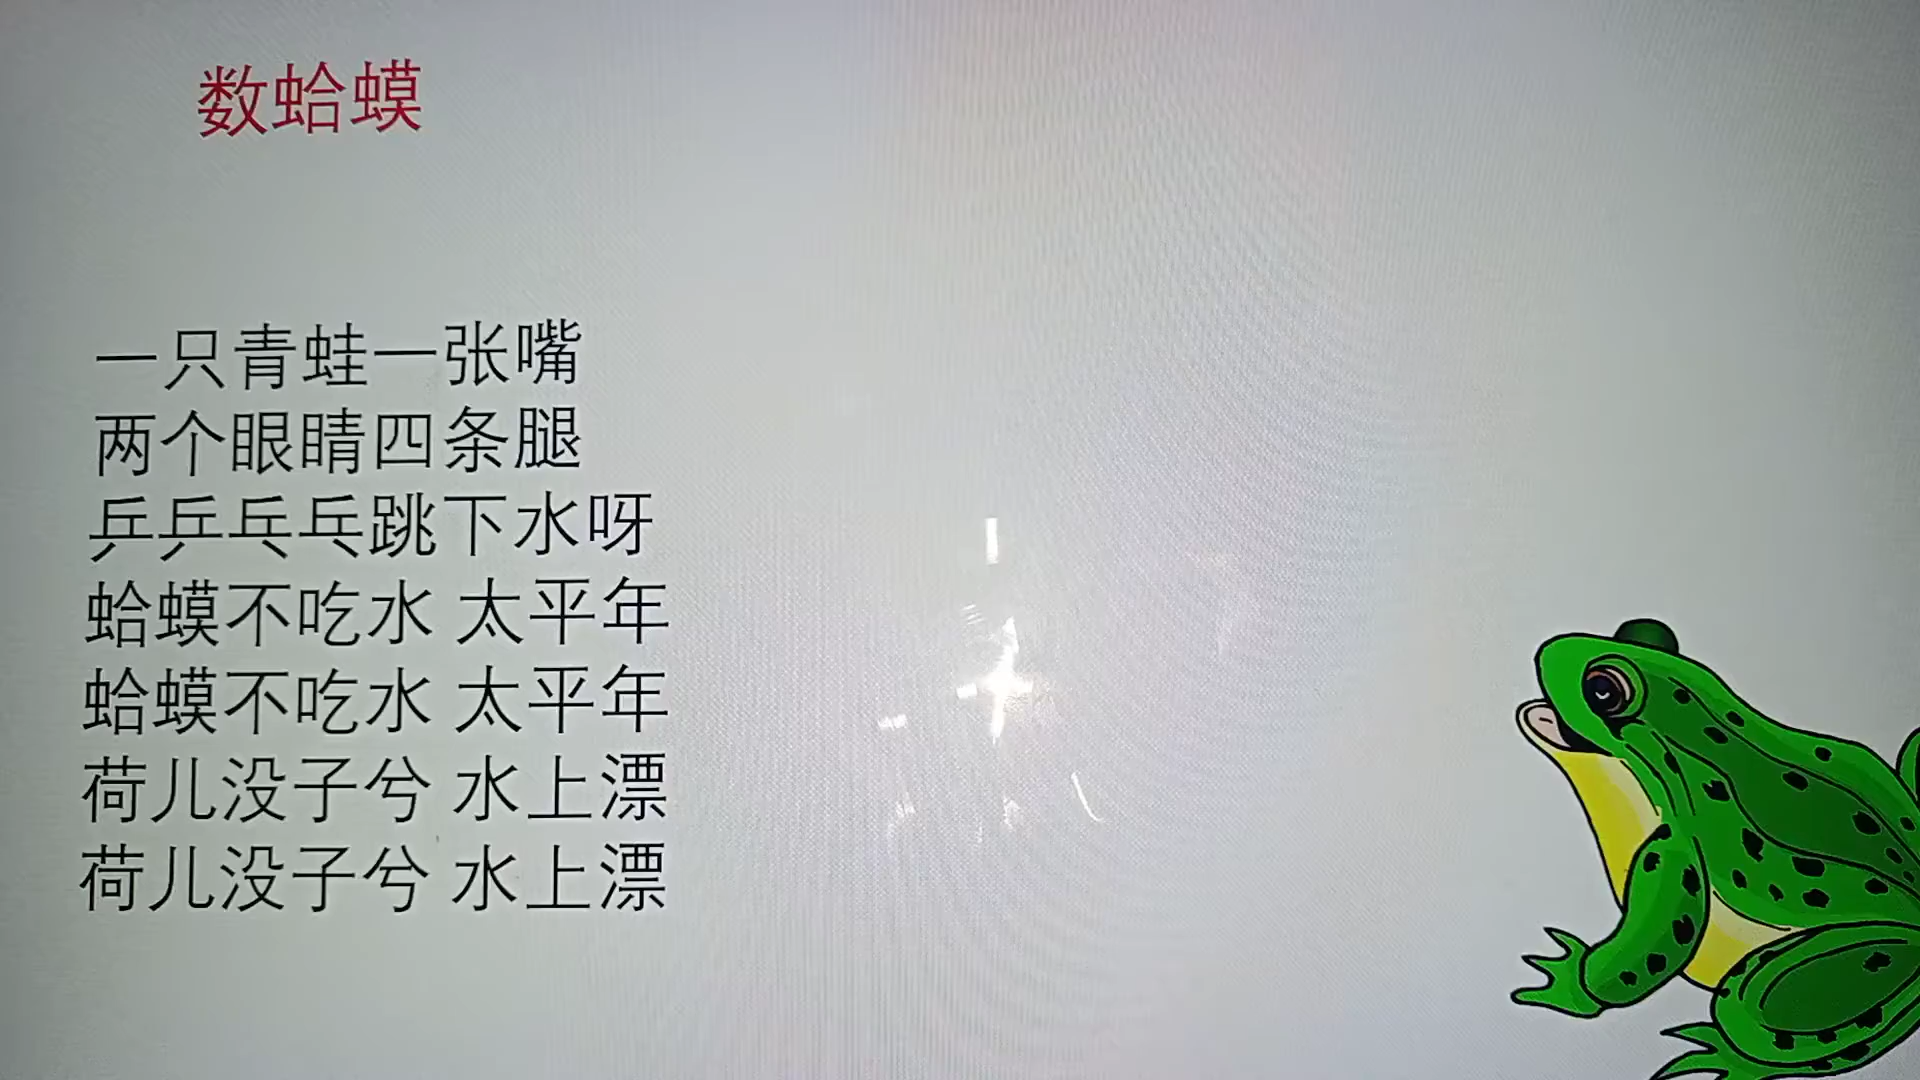 数蛤蟆
一只青蛙一张嘴
两个眼睛四条腿
乒乒乓乓跳下水呀
蛤蟆不吃水 太平年
蛤蟆不吃水 太平年
荷儿没子兮 水上漂
荷儿没子兮 水上漂